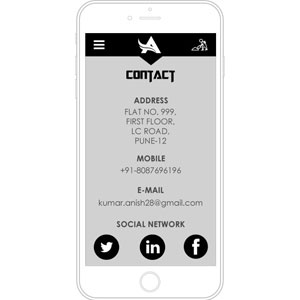 CONTACT
ADDRESS
FLAT NO. 999,
FIRST FLOOR,
LC ROAD,
PUNE-12
MOBILE
+91-8087696196
E-MAIL
kumar.anish28@gmail.com
SOCIAL NETWORK